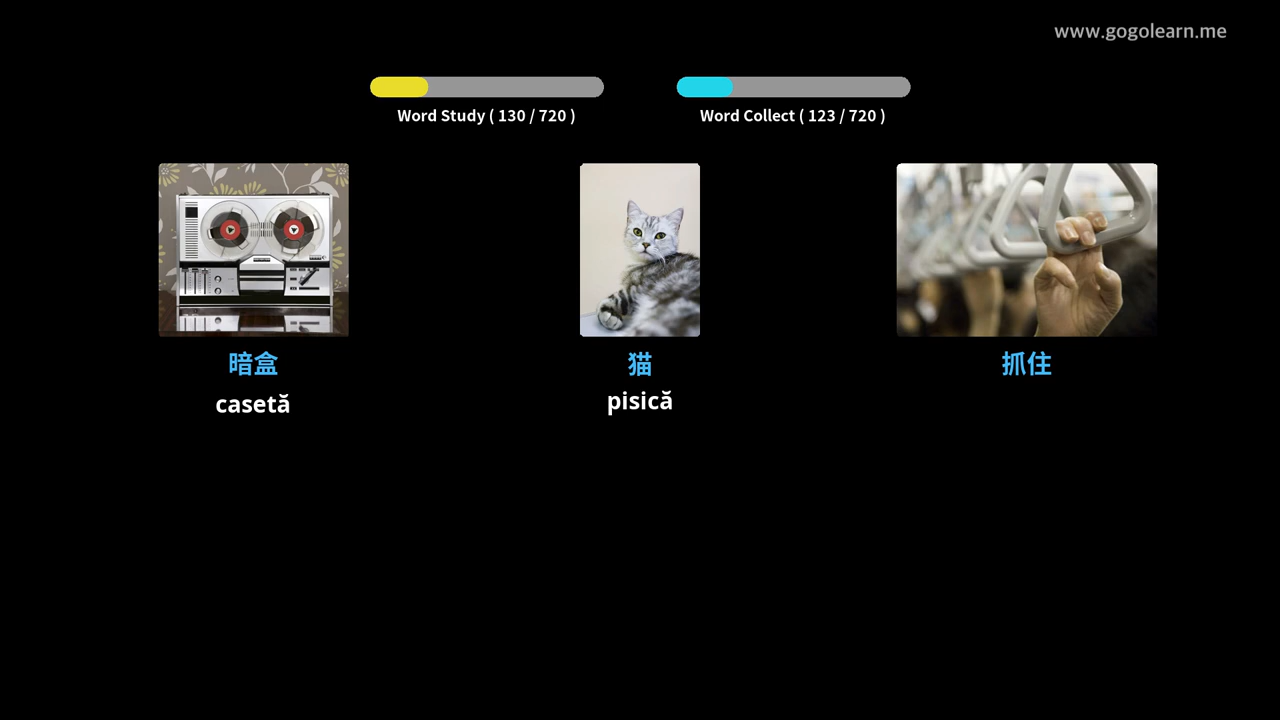 www.gogolearn.me
Word Study ( 130 / 720 )
Word Collect ( 123 / 720 )
暗盒
猫
抓住
casetă
pisică